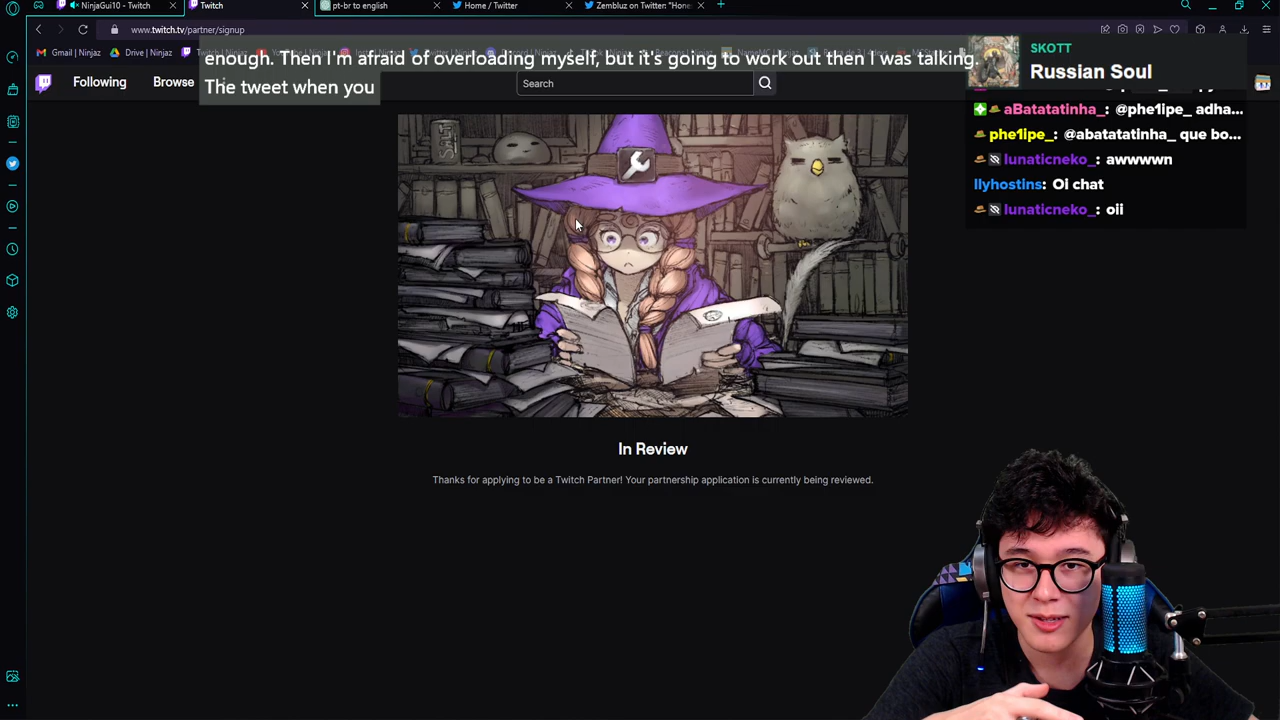 NinjaGui10 - Twitch
Twitch
pt-br to english
Home / Twitter
Zembluz on Twitter: "Hone
www.twitch.tv/partner/signup
Gmail | Ninjaz
Drive | Ninjaz
enough. Then I'm afraid of overloading myself, but it's going to work out then I was talking.
The tweet when you
Following
Browse
Search
SKOTT
Russian Soul
aBatatatinha_: @phe1ipe_ adha...
phe1ipe_: @abatatatinha_ que bo...
lunaticneko_: awwwwn
llyhostins: OI chat
lunaticneko_: oii
SALT
In Review
Thanks for applying to be a Twitch Partner! Your partnership application is currently being reviewed.